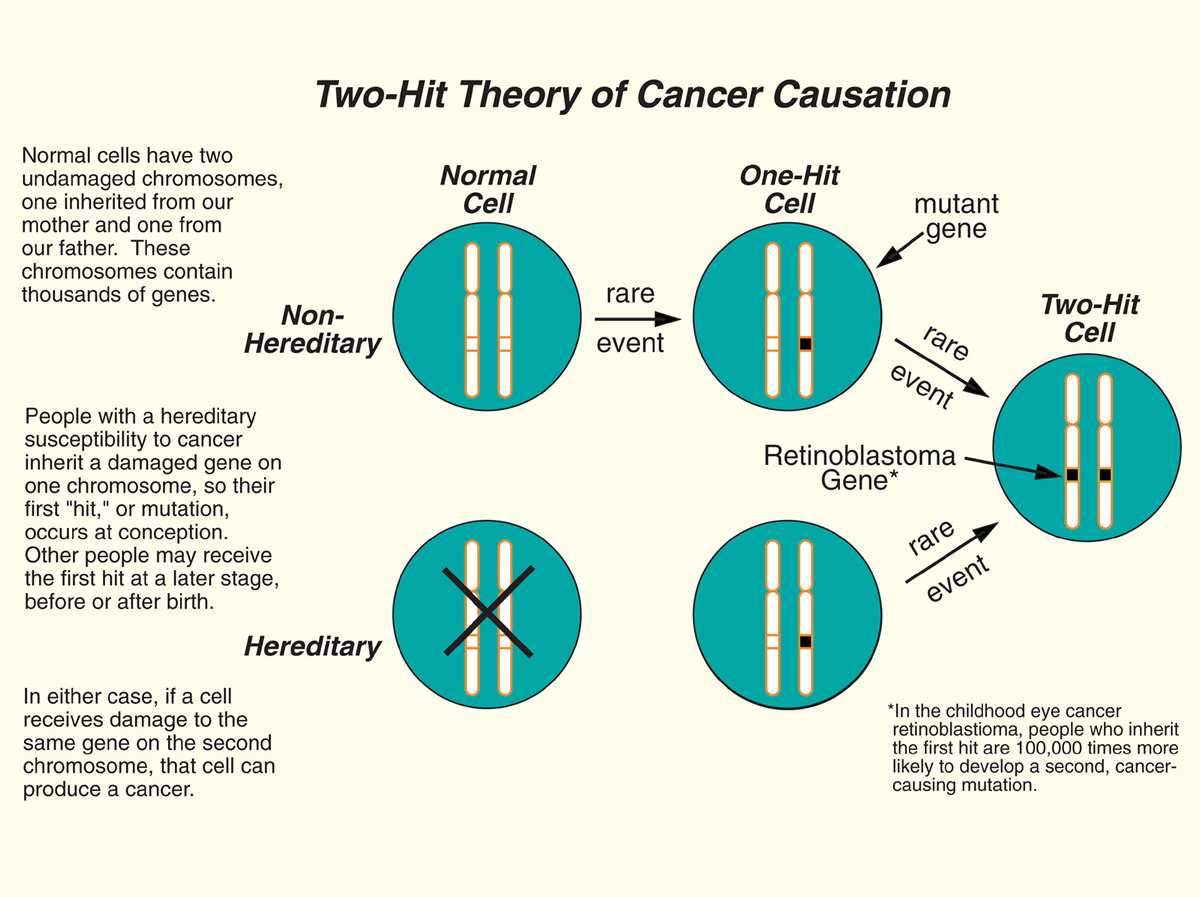 Two-Hit Theory of Cancer Causation
Normal cells have two
undamaged chromosomes,
one inherited from our
mother and one from
our father.  These
chromosomes contain
thousands of genes.
Normal
Cell
One-Hit
Cell
mutant
gene
Non-
Hereditary
rare
event
rare
event
Two-Hit
Cell
People with a hereditary
susceptibility to cancer
inherit a damaged gene on
one chromosome, so their
first "hit," or mutation,
occurs at conception.
Other people may receive
the first hit at a later stage,
before or after birth.
Retinoblastoma
Gene*
Hereditary
rare
event
In either case, if a cell
receives damage to the
same gene on the second
chromosome, that cell can
produce a cancer.
*In the childhood eye cancer
retinoblastioma, people who inherit
the first hit are 100,000 times more
likely to develop a second, cancer-
causing mutation.